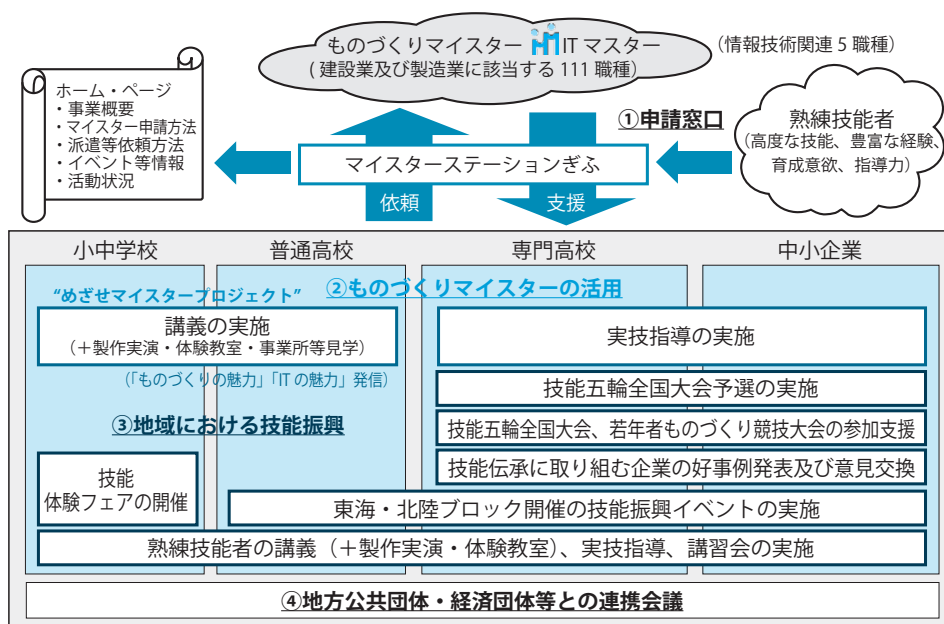 ものづくりマイスター ITマスター
(建設業及び製造業に該当する111職種)
(情報技術関連5職種)
ホーム・ページ
・事業概要
・マイスター申請方法
・派遣等依頼方法
・イベント等情報
・活動状況
①申請窓口
熟練技能者
(高度な技能、豊富な経験、
育成意欲、指導力)
マイスターステーションぎふ
依頼
支援
小中学校
普通高校
専門高校
中小企業
②ものづくりマイスターの活用
“めざせマイスタープロジェクト”
講義の実施
(+製作実演・体験教室・事業所等見学)
(「ものづくりの魅力」「ITの魅力」発信)
実技指導の実施
技能五輪全国大会予選の実施
③地域における技能振興
技能五輪全国大会、若年者ものづくり競技大会の参加支援
技能伝承に取り組む企業の好事例発表及び意見交換
技能
体験フェアの開催
東海・北陸ブロック開催の技能振興イベントの実施
熟練技能者の講義(+製作実演・体験教室)、実技指導、講習会の実施
④地方公共団体・経済団体等との連携会議